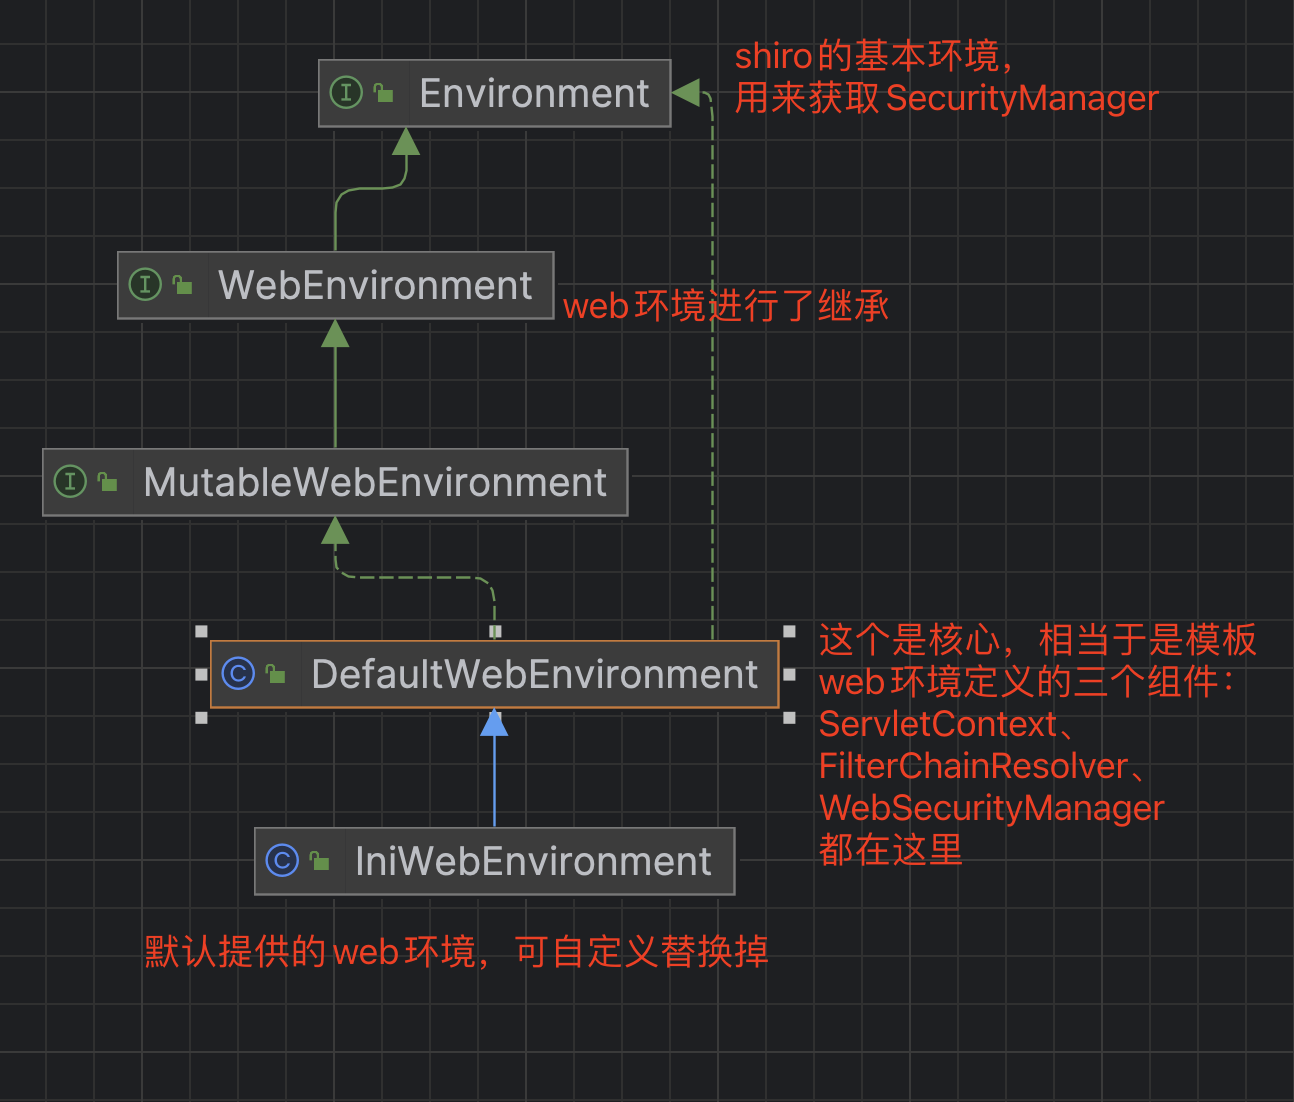 shiro的基本环境，
用来获取SecurityManager
Environment
WebEnvironment
web环境进行了继承
MutableWebEnvironment
DefaultWebEnvironment
这个是核心，相当于是模板
web环境定义的三个组件：
ServletContext、
FilterChainResolver、
WebSecurityManager
都在这里
IniWebEnvironment
默认提供的web环境，可自定义替换掉